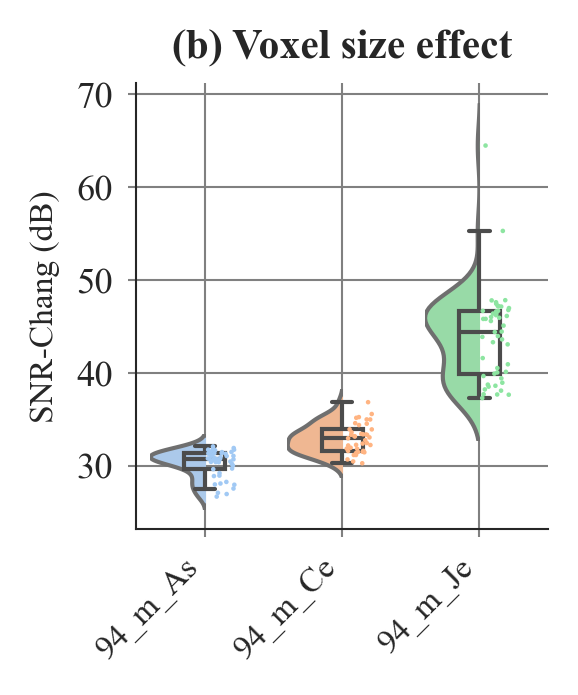 (b) Voxel size effect
SNR-Chang (dB)
70
60
50
40
30
94_m_As
94_m_Ce
94_m_Je